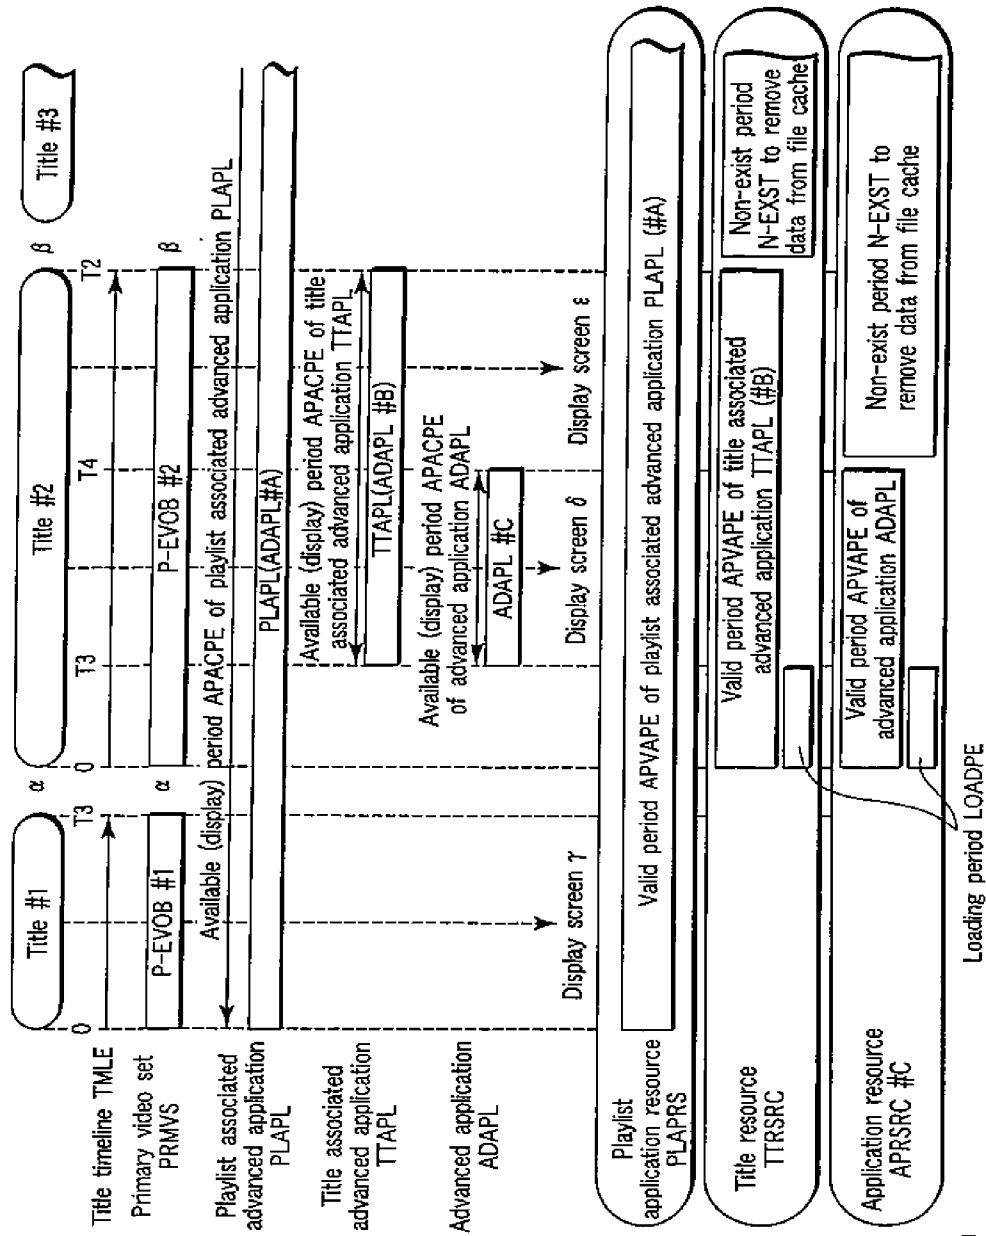 Title #1
α
Title #2
β
Title #3
Title timeline TMLE
0
T3
0
T3
T4
T2
Primary video set
PRMVS
P-EVOB #1
α
P-EVOB #2
β
Available (display) period APACPE of playlist associated advanced application PLAPL
Playlist associated
advanced application
PLAPL
PLAPL(ADAPL#A)
Title associated
advanced application
TTAPL
Available (display) period APACPE of title
associated advanced application TTAPL
TTAPL(ADAPL #B)
Advanced application
ADAPL
Available (display) period APACPE
of advanced application ADAPL
ADAPL #C
Display screen γ
Display screen δ
Display screen ε
Playlist
application resource
PLAPRS
Valid period APVAPE of playlist associated advanced application PLAPL (#A)
Title resource
TTRSRC
Valid period APVAPE of title associated
advanced application TTAPL (#B)
Non-exist period
N-EXST to remove
data from file cache
Application resource
APRSRC #C
Valid period APVAPE of
advanced application ADAPL
Non-exist period N-EXST to
remove data from file cache
Loading period LOADPE